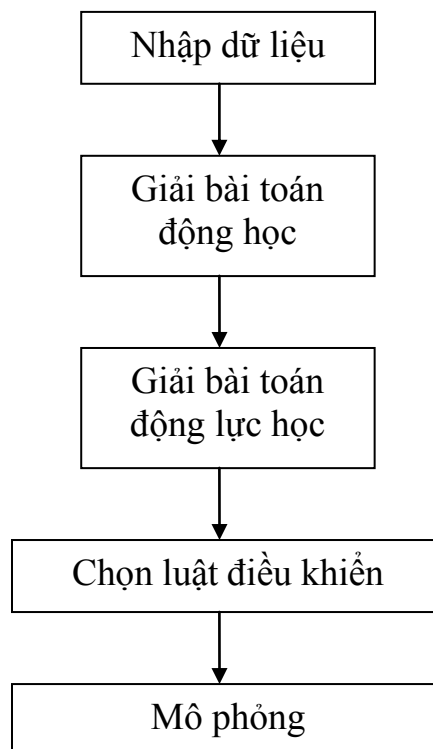 Nhập dữ liệu
Giải bài toán
động học
Giải bài toán
động lực học
Chọn luật điều khiển
Mô phỏng